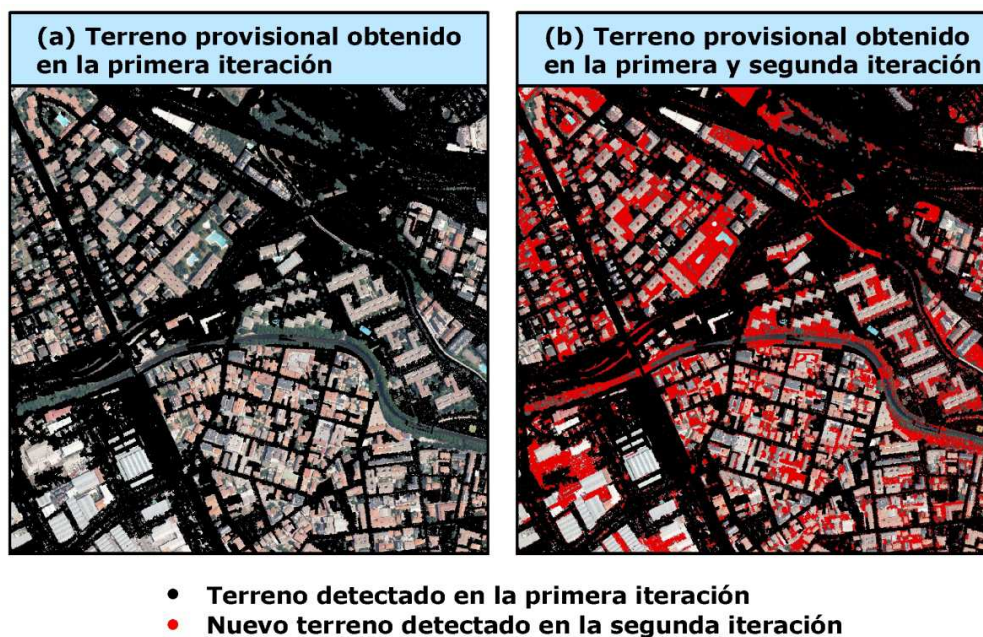 (a) Terreno provisional obtenido
en la primera iteración
(b) Terreno provisional obtenido
en la primera y segunda iteración
• Terreno detectado en la primera iteración
• Nuevo terreno detectado en la segunda iteración